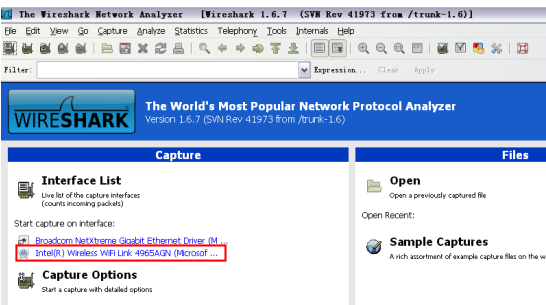 The Wireshark Network Analyzer [Wireshark 1.6.7 (SVN Rev 41973 from /trunk-1.6)]
File Edit View Go Capture Analyze Statistics Telephony Tools Internals Help
Filter: Expression... Clear Apply
WIRESHARK
The World's Most Popular Network Protocol Analyzer
Version 1.6.7 (SVN Rev 41973 from /trunk-1.6)
Capture
Interface List
Live list of the capture interfaces
(counts incoming packets)
Start capture on interface:
Broadcom NetXtreme Gigabit Ethernet Driver (M ...
Intel(R) Wireless WiFi Link 4965AGN (Microsof ...
Capture Options
Start a capture with detailed options
Files
Open
Open a previously captured file
Open Recent:
Sample Captures
A rich assortment of example capture files on the w